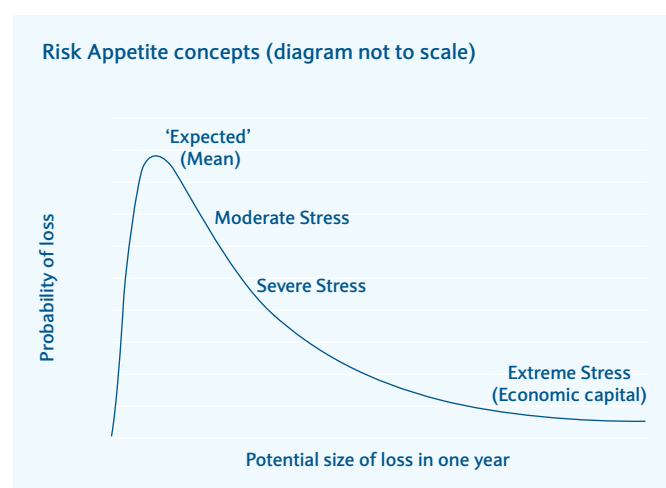 Risk Appetite concepts (diagram not to scale)
‘Expected’
(Mean)
Moderate Stress
Severe Stress
Extreme Stress
(Economic capital)
Probability of loss
Potential size of loss in one year